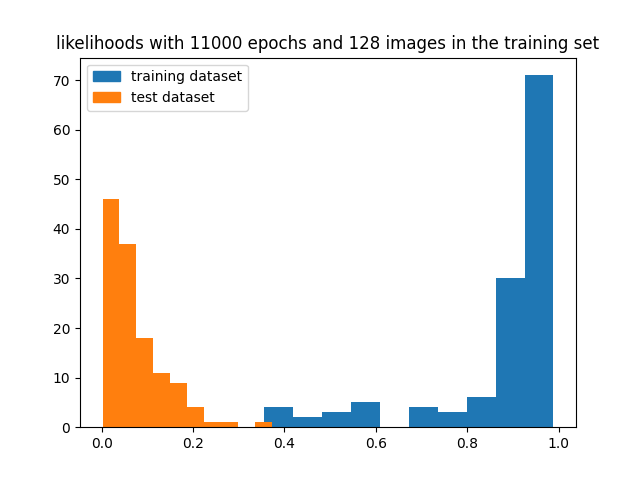 likelihoods with 11000 epochs and 128 images in the training set
training dataset
test dataset
70
60
50
40
30
20
10
0
0.0 0.2 0.4 0.6 0.8 1.0